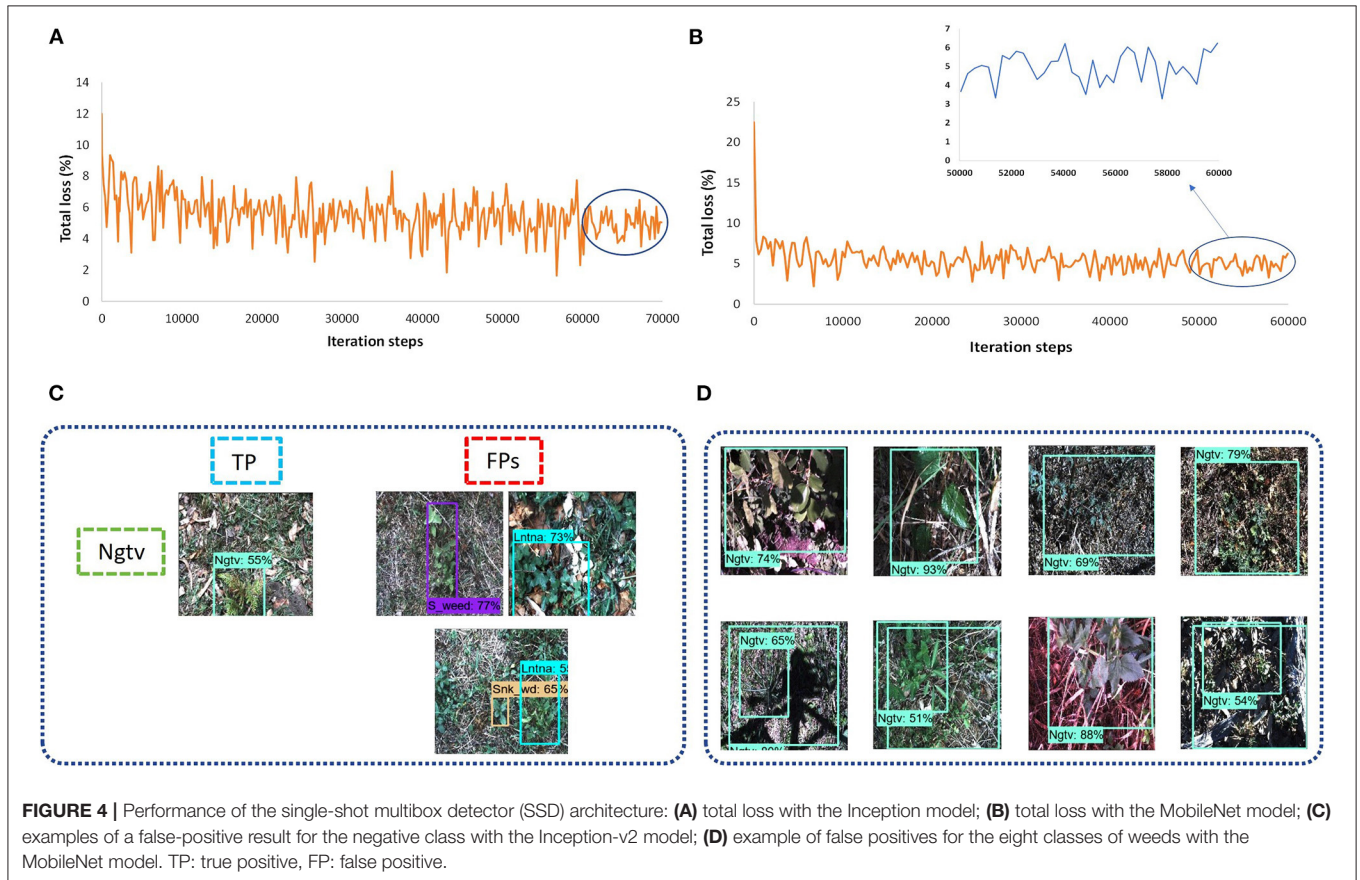 A
14
12
10
8
6
4
2
0
Total loss (%)
0 10000 20000 30000 40000 50000 60000 70000
Iteration steps
B
7
6
5
4
3
2
1
0
50000 52000 54000 56000 58000 60000
25
20
15
10
5
0
Total loss (%)
0 10000 20000 30000 40000 50000 60000
Iteration steps
C
TP
FPs
Ngtv
Ngtv: 55%
S_weed: 77%
Lntna: 73%
Lntna: 5
Snk_wd: 65%
D
Ngtv: 74%
Ngtv: 93%
Ngtv: 69%
Ngtv: 79%
Ngtv: 65%
Ngtv: 51%
Ngtv: 88%
Ngtv: 54%
FIGURE 4 | Performance of the single-shot multibox detector (SSD) architecture: (A) total loss with the Inception model; (B) total loss with the MobileNet model; (C)
examples of a false-positive result for the negative class with the Inception-v2 model; (D) example of false positives for the eight classes of weeds with the
MobileNet model. TP: true positive, FP: false positive.